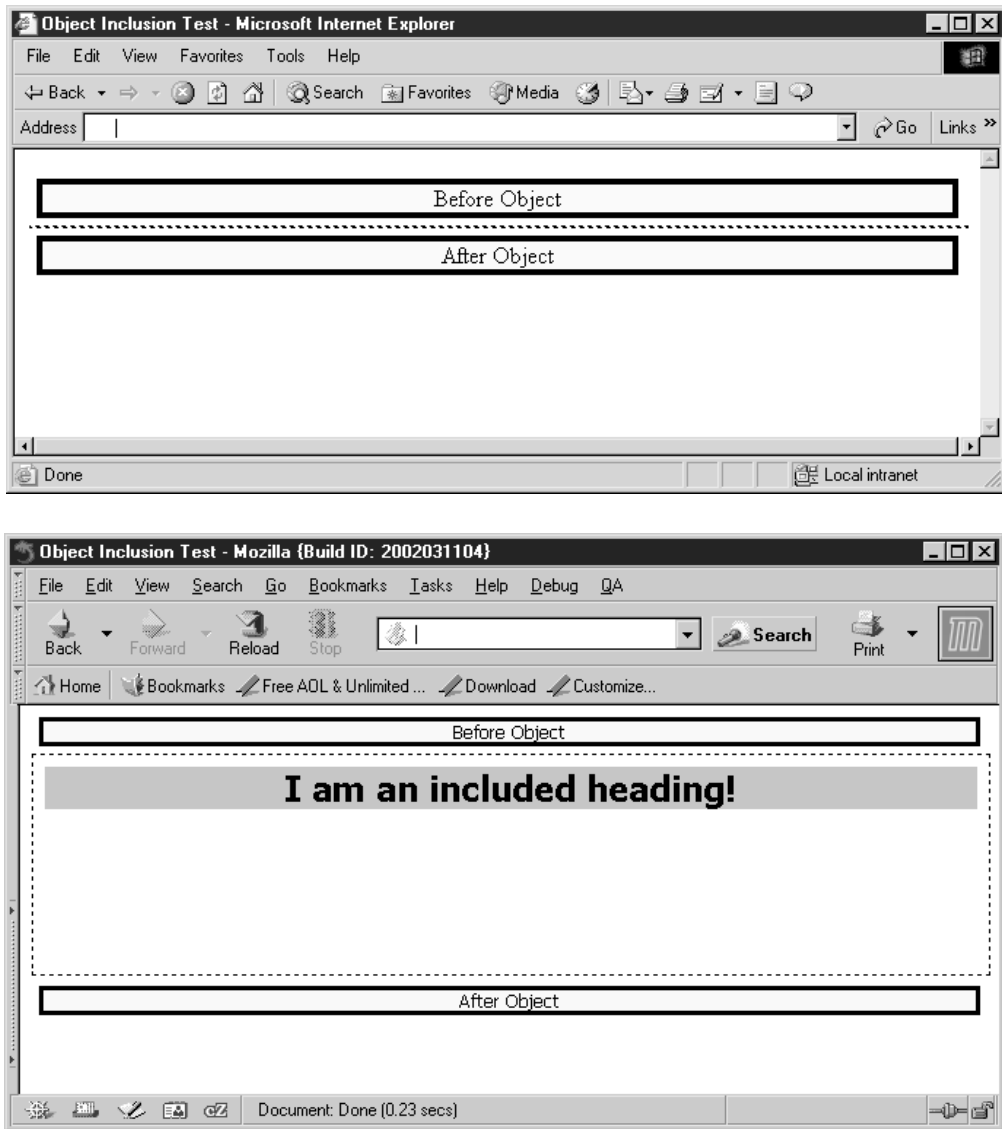 Object Inclusion Test - Microsoft Internet Explorer
File Edit View Favorites Tools Help
Back Search Favorites Media
Address Go Links »
Before Object
After Object
Done Local intranet
Object Inclusion Test - Mozilla {Build ID: 2002031104}
File Edit View Search Go Bookmarks Tasks Help Debug QA
Back Forward Reload Stop Search Print
Home Bookmarks Free AOL & Unlimited ... Download Customize...
Before Object
I am an included heading!
After Object
Document: Done (0.23 secs)